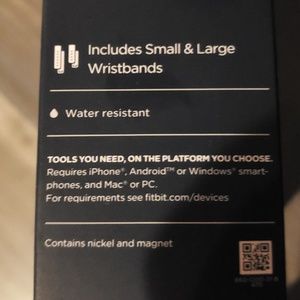 Includes Small & Large
Wristbands
Water resistant
TOOLS YOU NEED, ON THE PLATFORM YOU CHOOSE.
Requires iPhone®, Android™ or Windows® smart-
phones, and Mac® or PC.
For requirements see fitbit.com/devices
Contains nickel and magnet